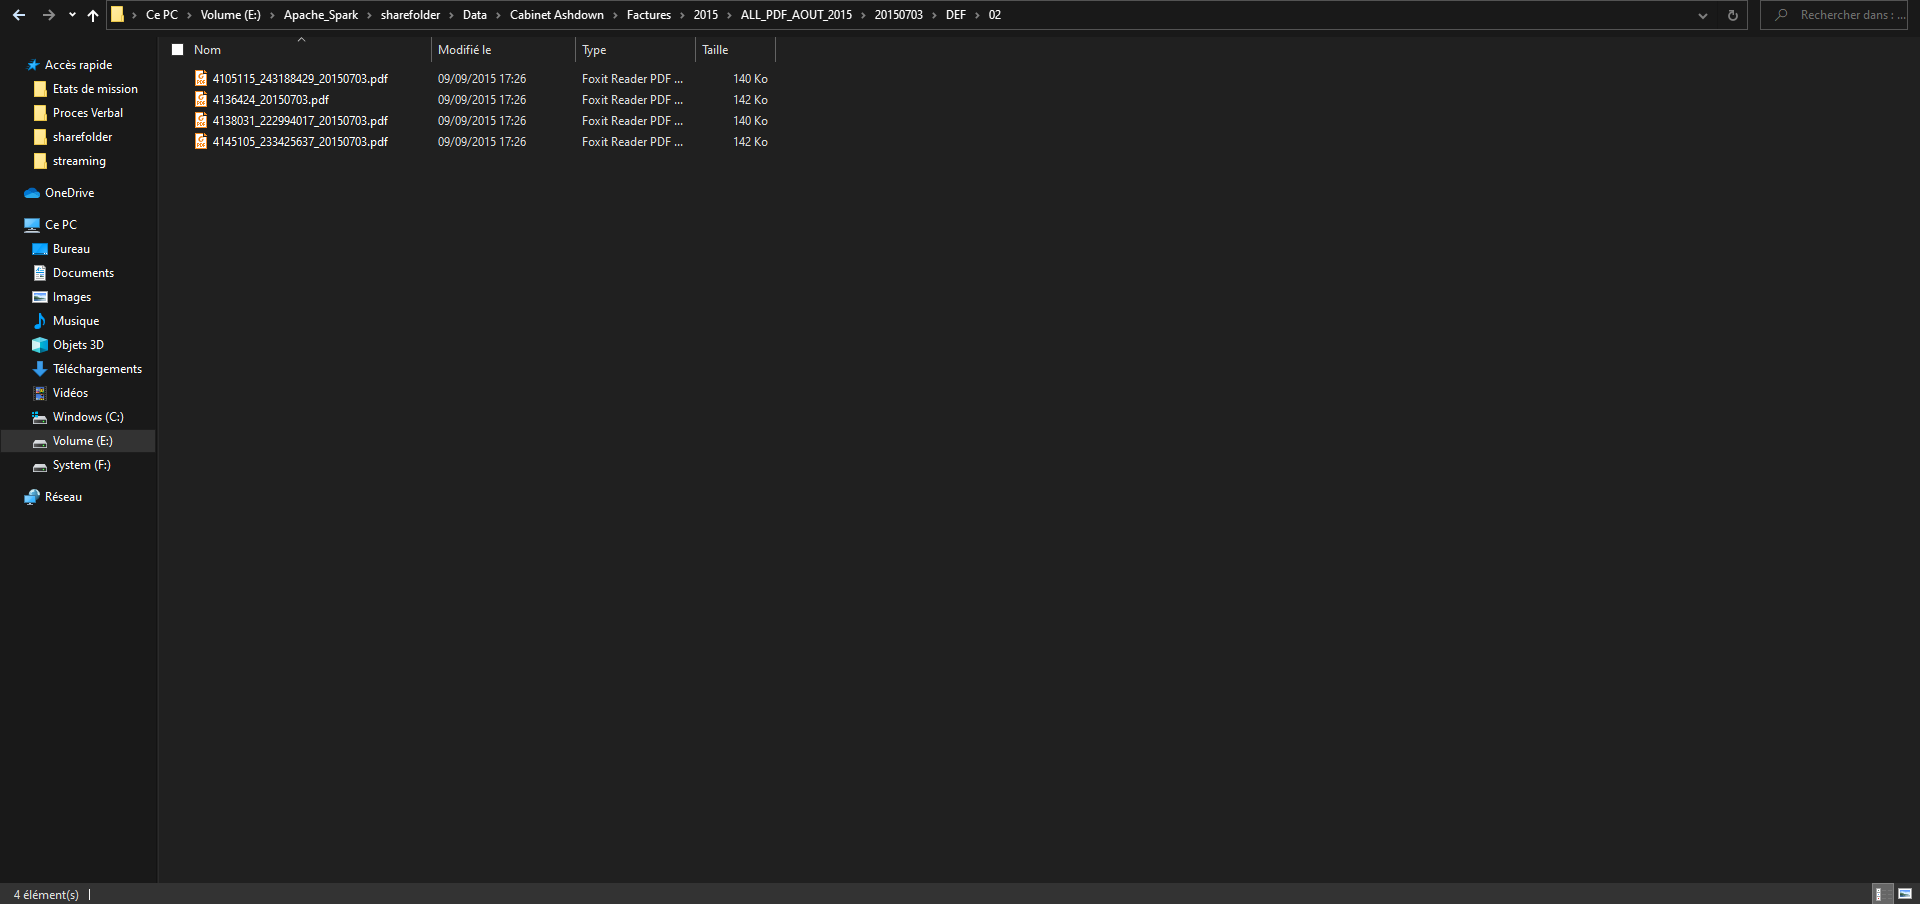 Ce PC > Volume (E:) > Apache_Spark > sharefolder > Data > Cabinet Ashdown > Factures > 2015 > ALL_PDF_AOUT_2015 > 20150703 > DEF > 02
Rechercher dans : ...
Nom Modifié le Type Taille
4105115_243188429_20150703.pdf 09/09/2015 17:26 Foxit Reader PDF ... 140 Ko
4136424_20150703.pdf 09/09/2015 17:26 Foxit Reader PDF ... 142 Ko
4138031_222994017_20150703.pdf 09/09/2015 17:26 Foxit Reader PDF ... 140 Ko
4145105_233425637_20150703.pdf 09/09/2015 17:26 Foxit Reader PDF ... 142 Ko
Accès rapide
Etats de mission
Proces Verbal
sharefolder
streaming
OneDrive
Ce PC
Bureau
Documents
Images
Musique
Objets 3D
Téléchargements
Vidéos
Windows (C:)
Volume (E:)
System (F:)
Réseau
4 élément(s)